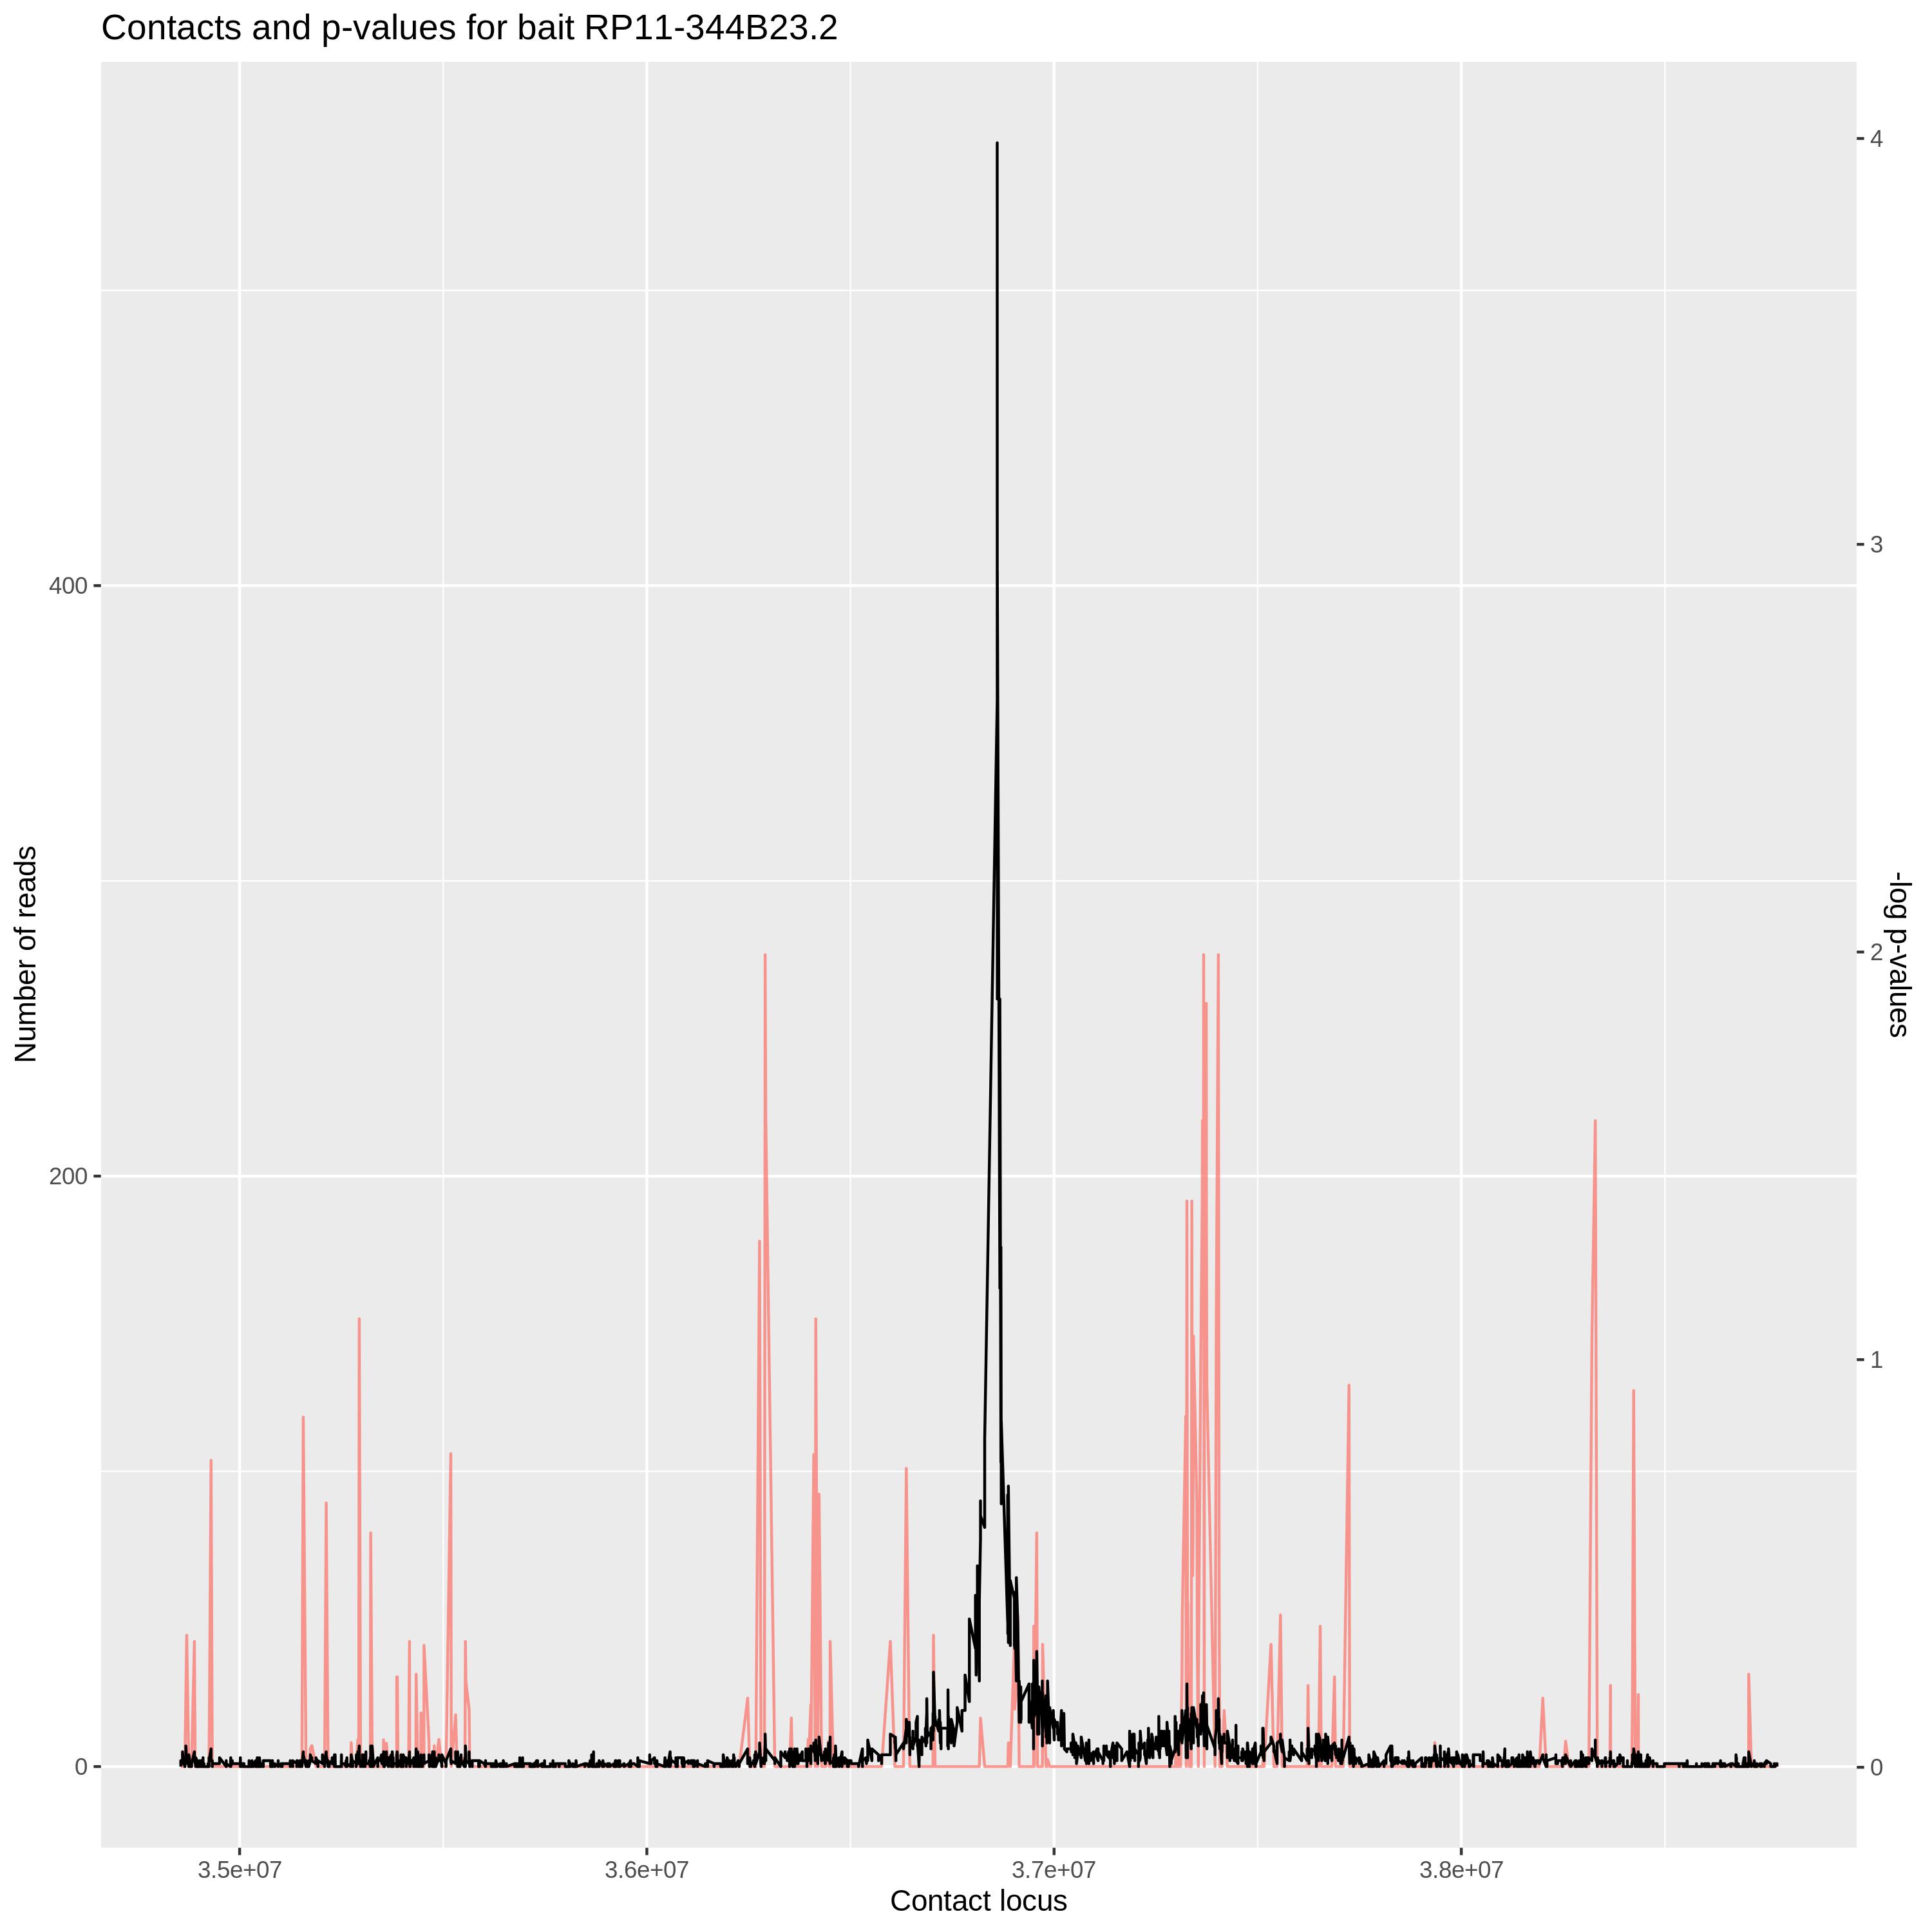 Contacts and p-values for bait RP11-344B23.2
Number of reads
400
200
0
4
3
2
1
0
-log p-values
3.5e+07
3.6e+07
3.7e+07
3.8e+07
Contact locus